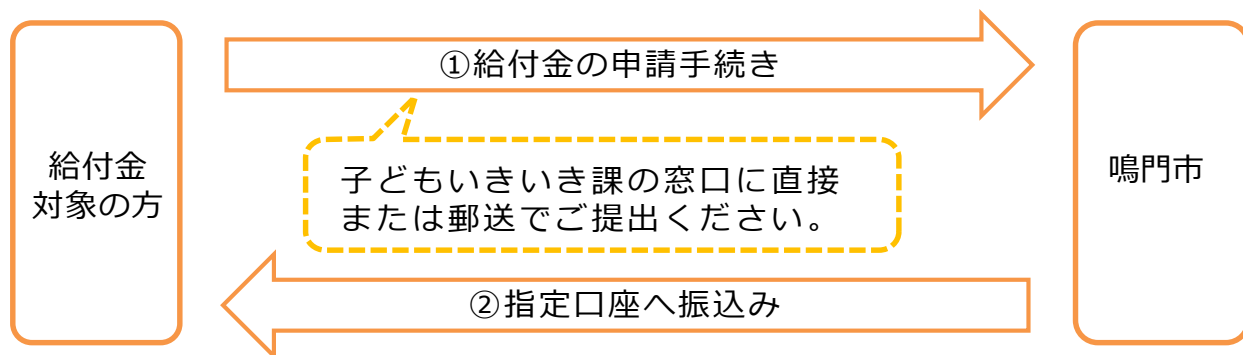 ①給付金の申請手続き
給付金
対象の方
子どもいきいき課の窓口に直接
または郵送でご提出ください。
鳴門市
②指定口座へ振込み